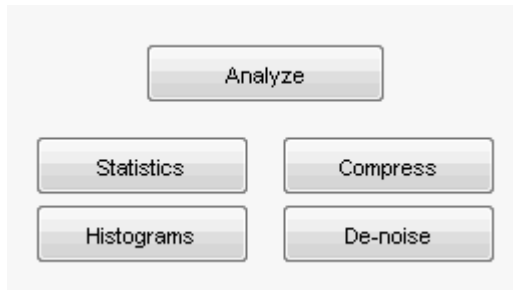 Analyze
Statistics
Compress
Histograms
De-noise